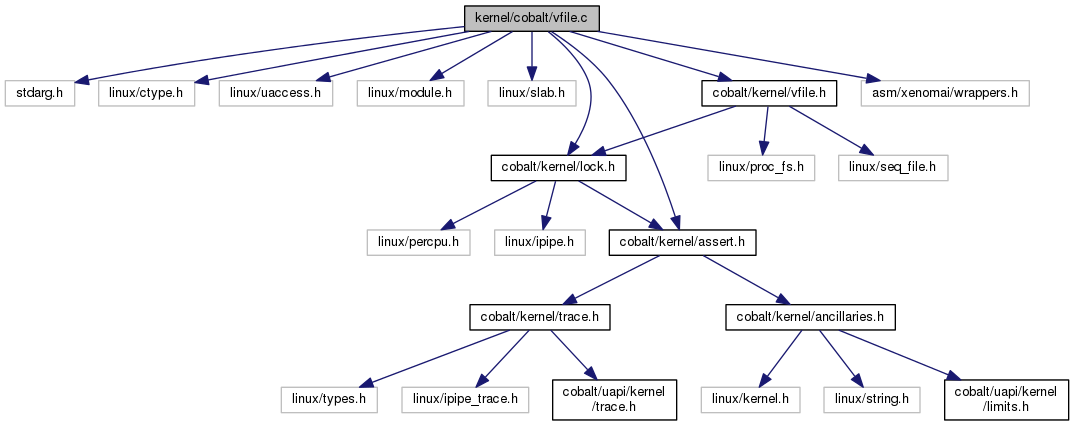 kernel/cobalt/vfile.c
stdarg.h
linux/ctype.h
linux/uaccess.h
linux/module.h
linux/slab.h
cobalt/kernel/vfile.h
asm/xenomai/wrappers.h
cobalt/kernel/lock.h
linux/proc_fs.h
linux/seq_file.h
linux/percpu.h
linux/ipipe.h
cobalt/kernel/assert.h
cobalt/kernel/trace.h
cobalt/kernel/ancillaries.h
linux/types.h
linux/ipipe_trace.h
cobalt/uapi/kernel
/trace.h
linux/kernel.h
linux/string.h
cobalt/uapi/kernel
/limits.h